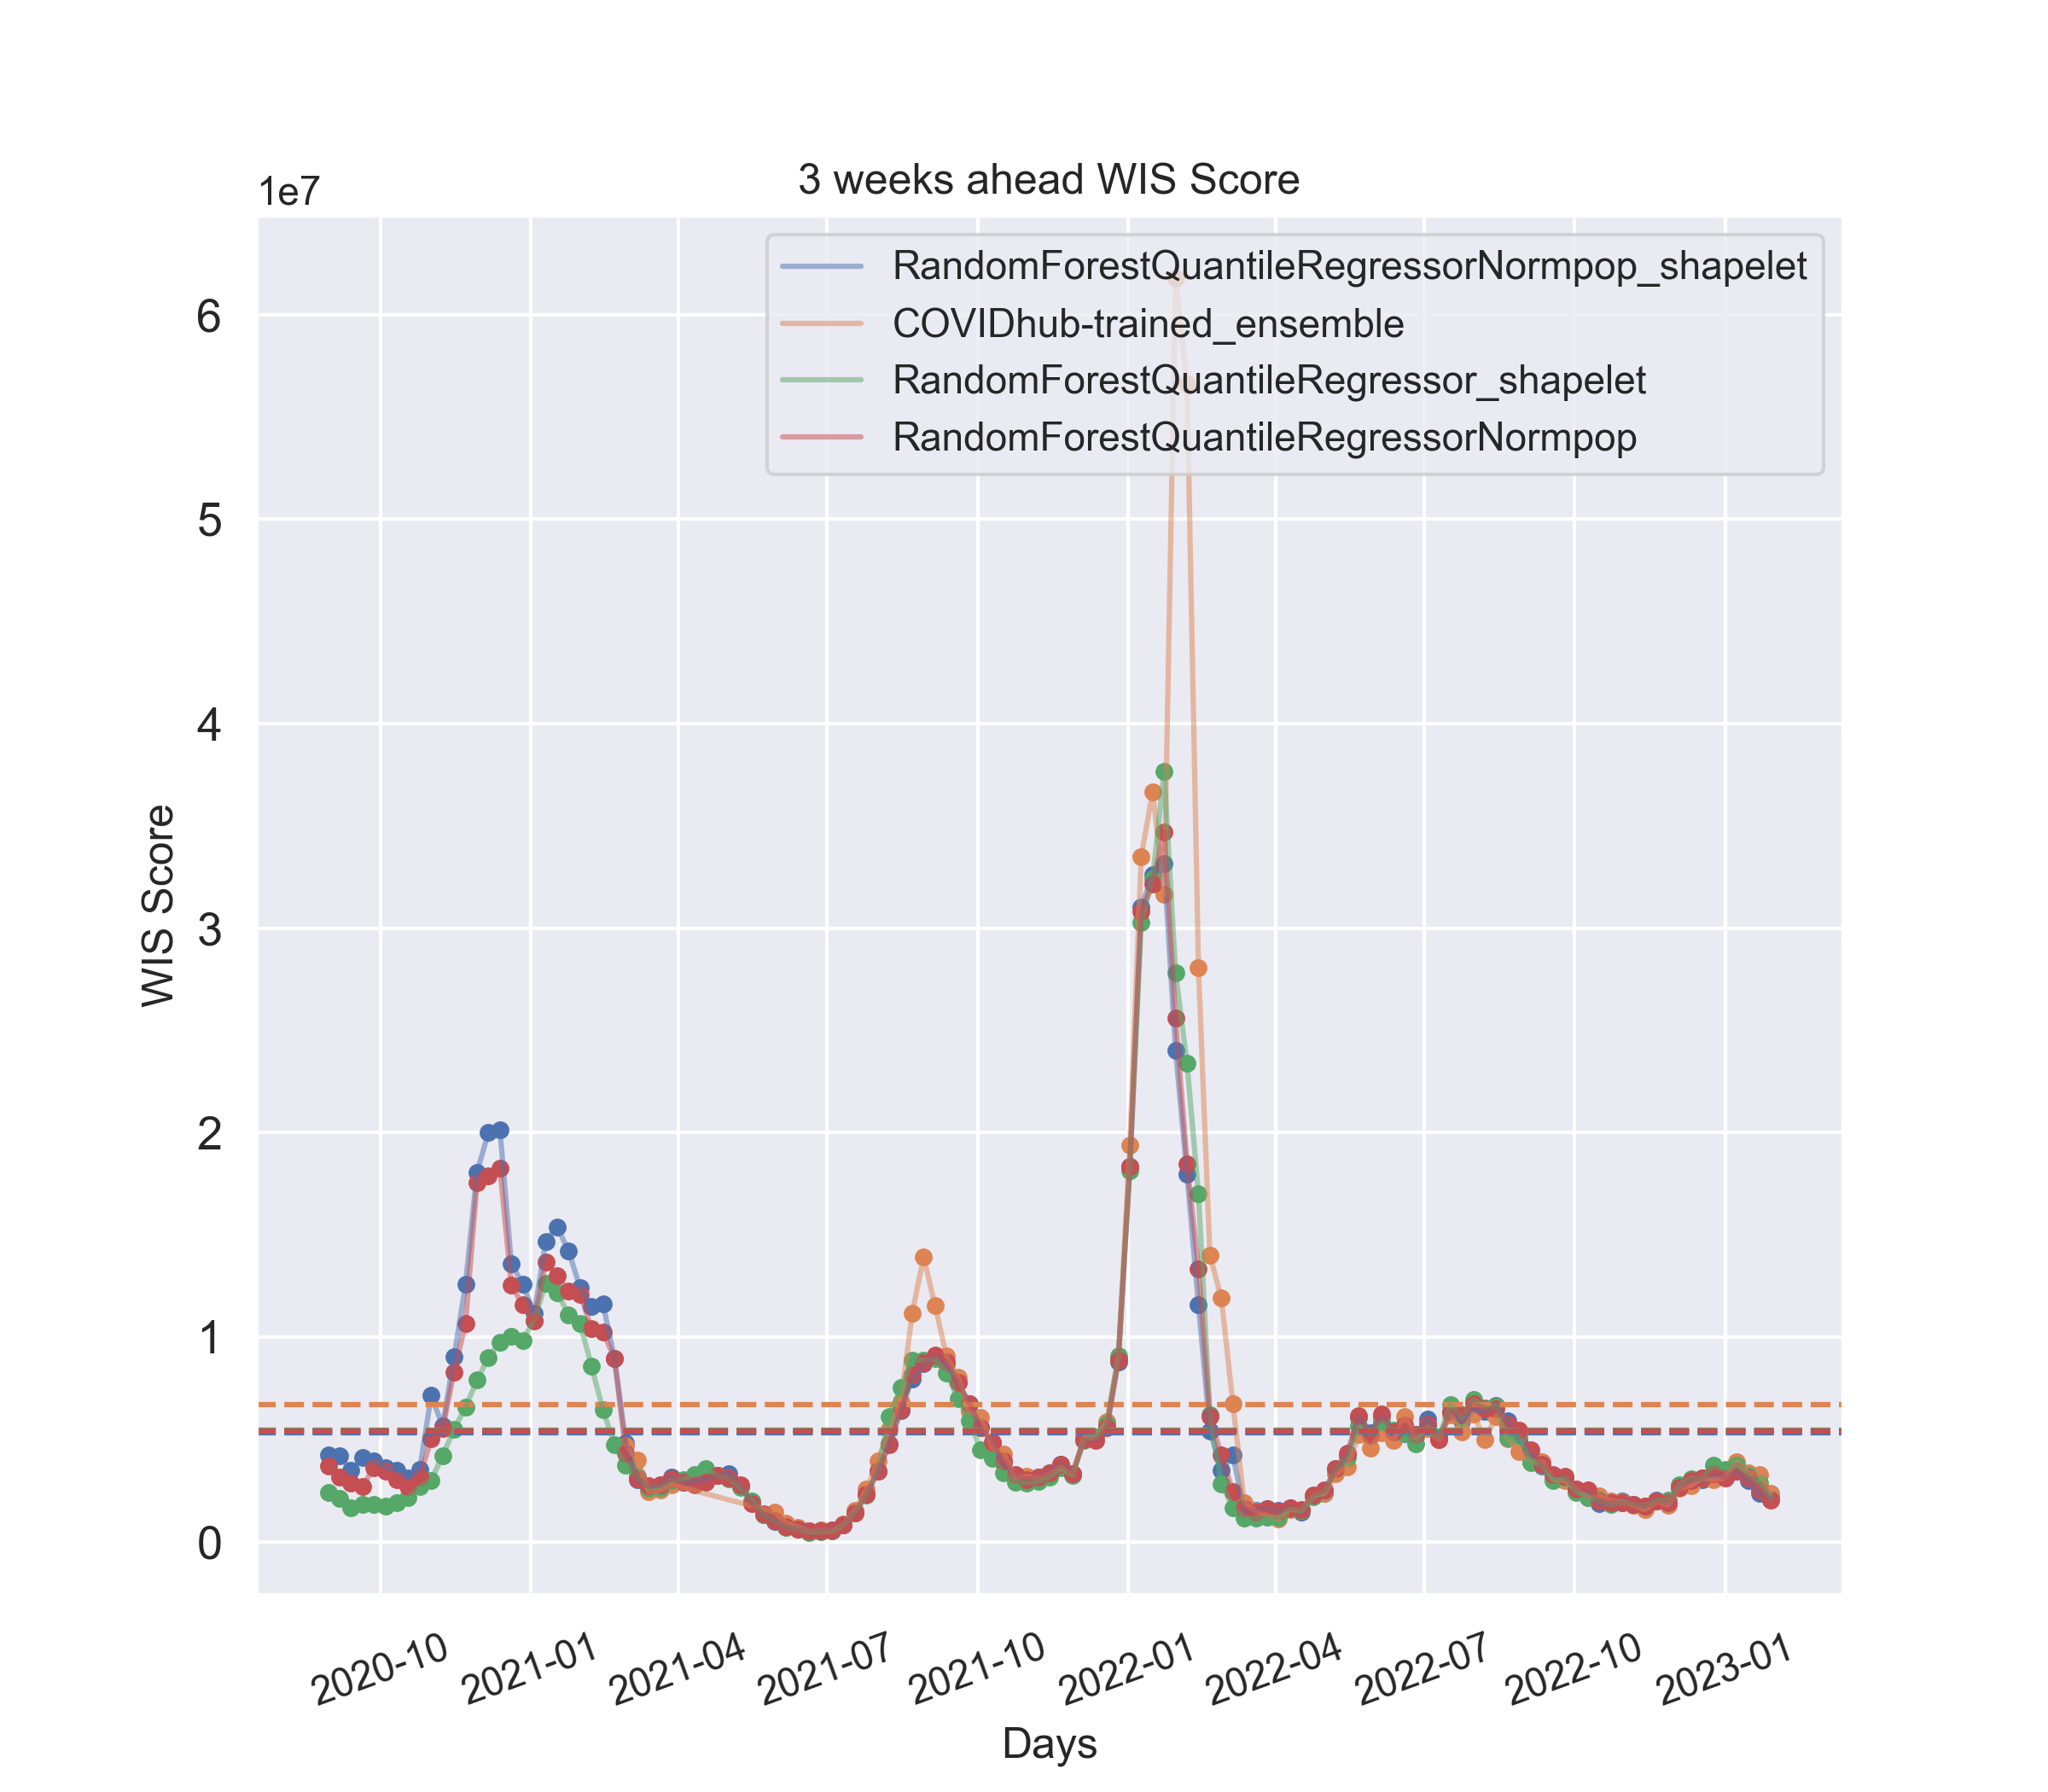 3 weeks ahead WIS Score
1e7
RandomForestQuantileRegressorNormpop_shapelet
COVIDhub-trained_ensemble
RandomForestQuantileRegressor_shapelet
RandomForestQuantileRegressorNormpop
6
5
4
3
2
1
0
WIS Score
2020-10
2021-01
2021-04
2021-07
2021-10
2022-01
2022-04
2022-07
2022-10
2023-01
Days